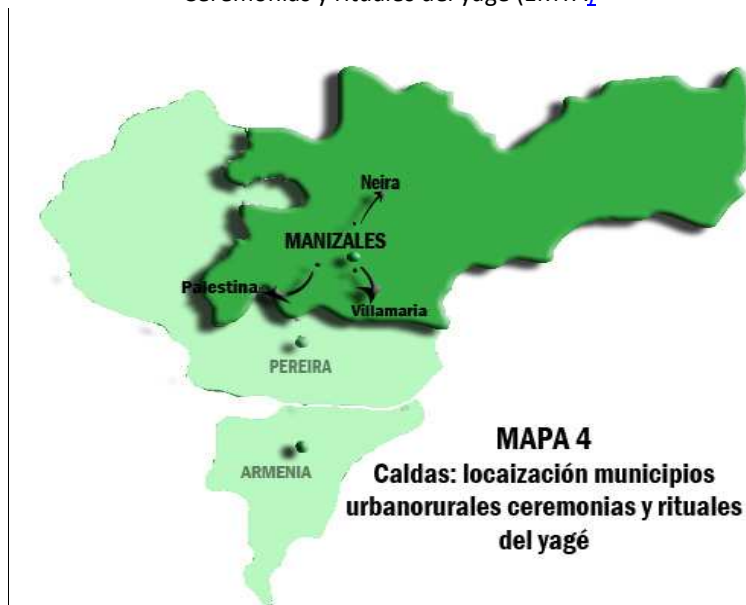 Neira
MANIZALES
Palestina
Villamaria
PEREIRA
ARMENIA
MAPA 4
Caldas: locaización municipios
urbanorurales ceremonias y rituales
del yagé